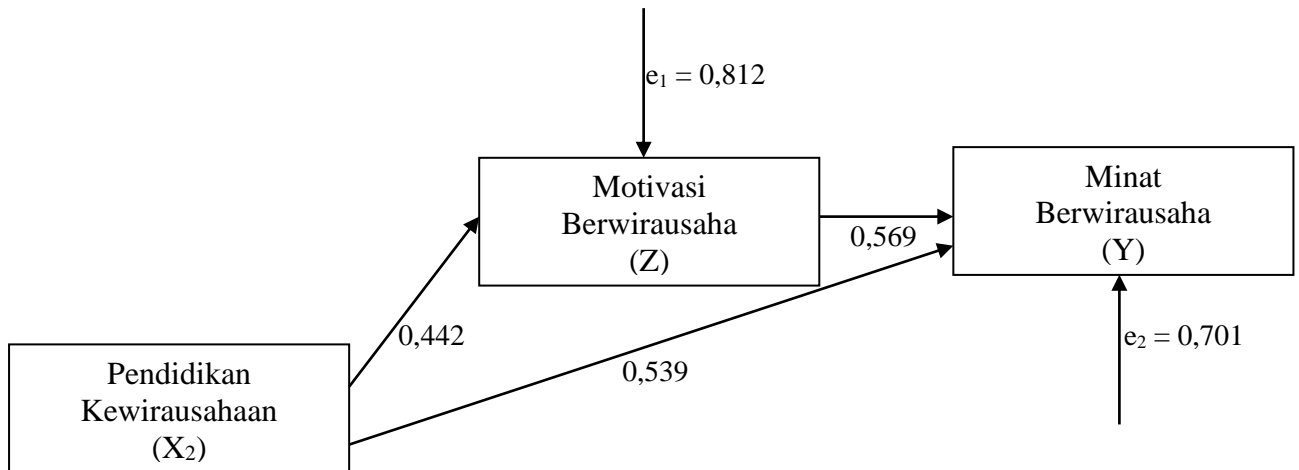 e₁ = 0,812
Motivasi
Berwirausaha
(Z)
Minat
Berwirausaha
(Y)
0,569
0,442
0,539
e₂ = 0,701
Pendidikan
Kewirausahaan
(X₂)